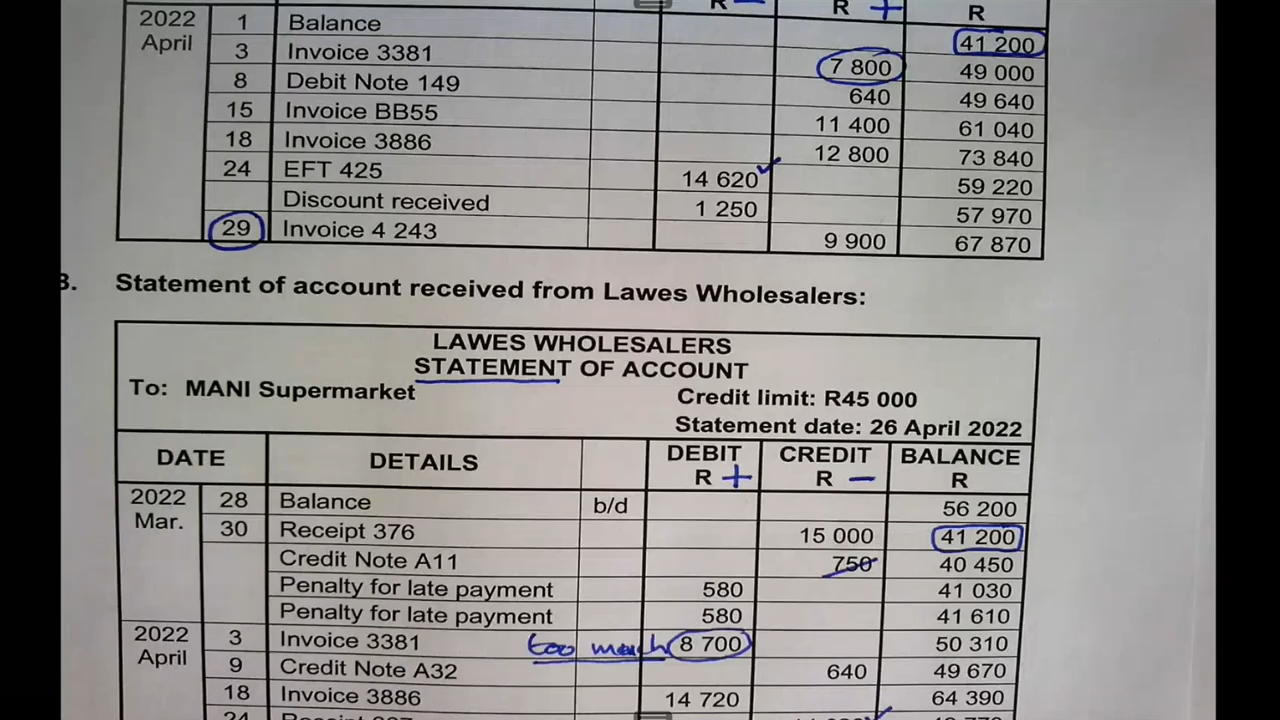 R − R + R
2022 1 Balance 41 200
April 3 Invoice 3381 7 800 49 000
8 Debit Note 149 640 49 640
15 Invoice BB55 11 400 61 040
18 Invoice 3886 12 800 73 840
24 EFT 425 14 620 59 220
Discount received 1 250 57 970
29 Invoice 4 243 9 900 67 870
Statement of account received from Lawes Wholesalers:
LAWES WHOLESALERS
STATEMENT OF ACCOUNT
To: MANI Supermarket Credit limit: R45 000
Statement date: 26 April 2022
DATE DETAILS DEBIT CREDIT BALANCE
R + R − R
2022 28 Balance b/d 56 200
Mar. 30 Receipt 376 15 000 41 200
Credit Note A11 750 40 450
Penalty for late payment 580 41 030
Penalty for late payment 580 41 610
2022 3 Invoice 3381 too much 8 700 50 310
April 9 Credit Note A32 640 49 670
18 Invoice 3886 14 720 64 390
24